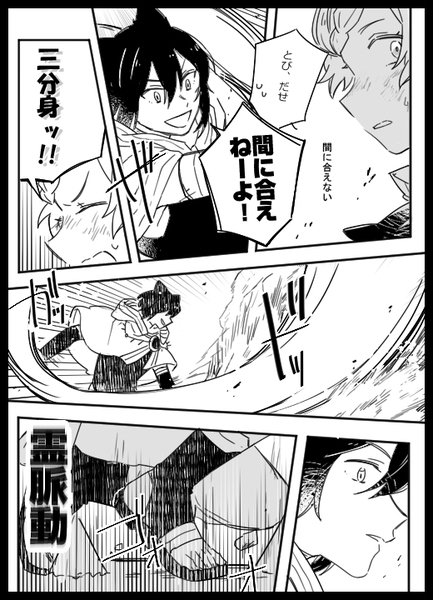 とび、だせ
間に合えない
間に合え
ねーよ！
三分身ッ!!
霊脈動